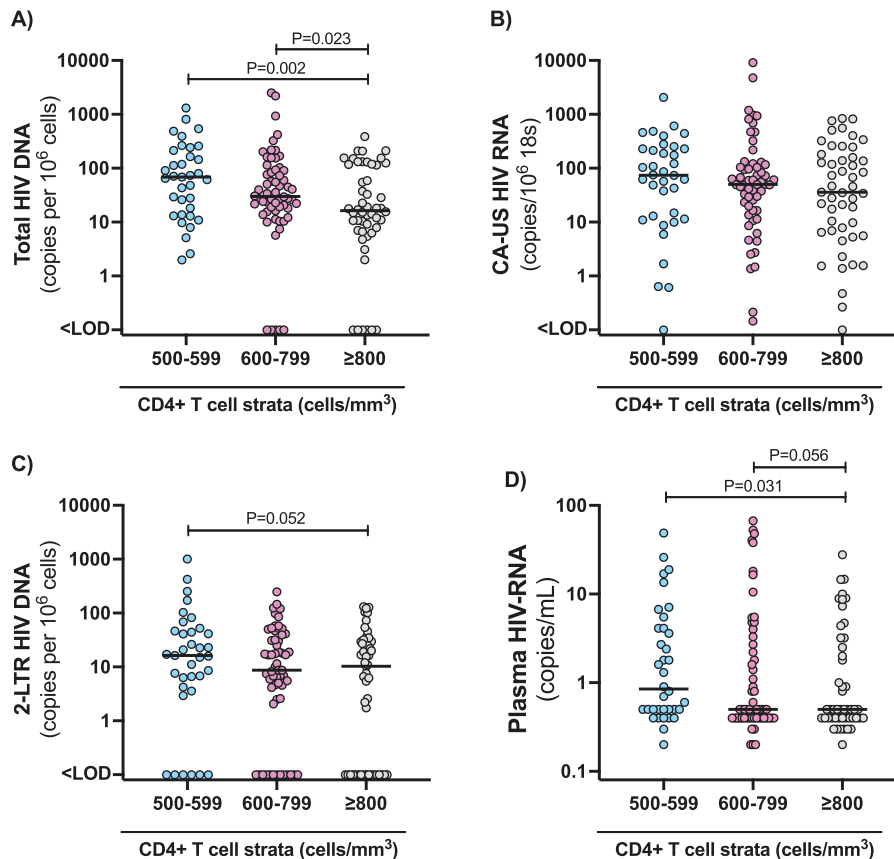 A)
P=0.023
P=0.002
10000
1000
100
10
1
<LOD
Total HIV DNA
(copies per 10⁶ cells)
500-599 600-799 ≥800
CD4+ T cell strata (cells/mm³)
B)
10000
1000
100
10
1
<LOD
CA-US HIV RNA
(copies/10⁶ 18s)
500-599 600-799 ≥800
CD4+ T cell strata (cells/mm³)
C)
P=0.052
10000
1000
100
10
1
<LOD
2-LTR HIV DNA
(copies per 10⁶ cells)
500-599 600-799 ≥800
CD4+ T cell strata (cells/mm³)
D)
P=0.056
P=0.031
100
10
1
0.1
Plasma HIV-RNA
(copies/mL)
500-599 600-799 ≥800
CD4+ T cell strata (cells/mm³)